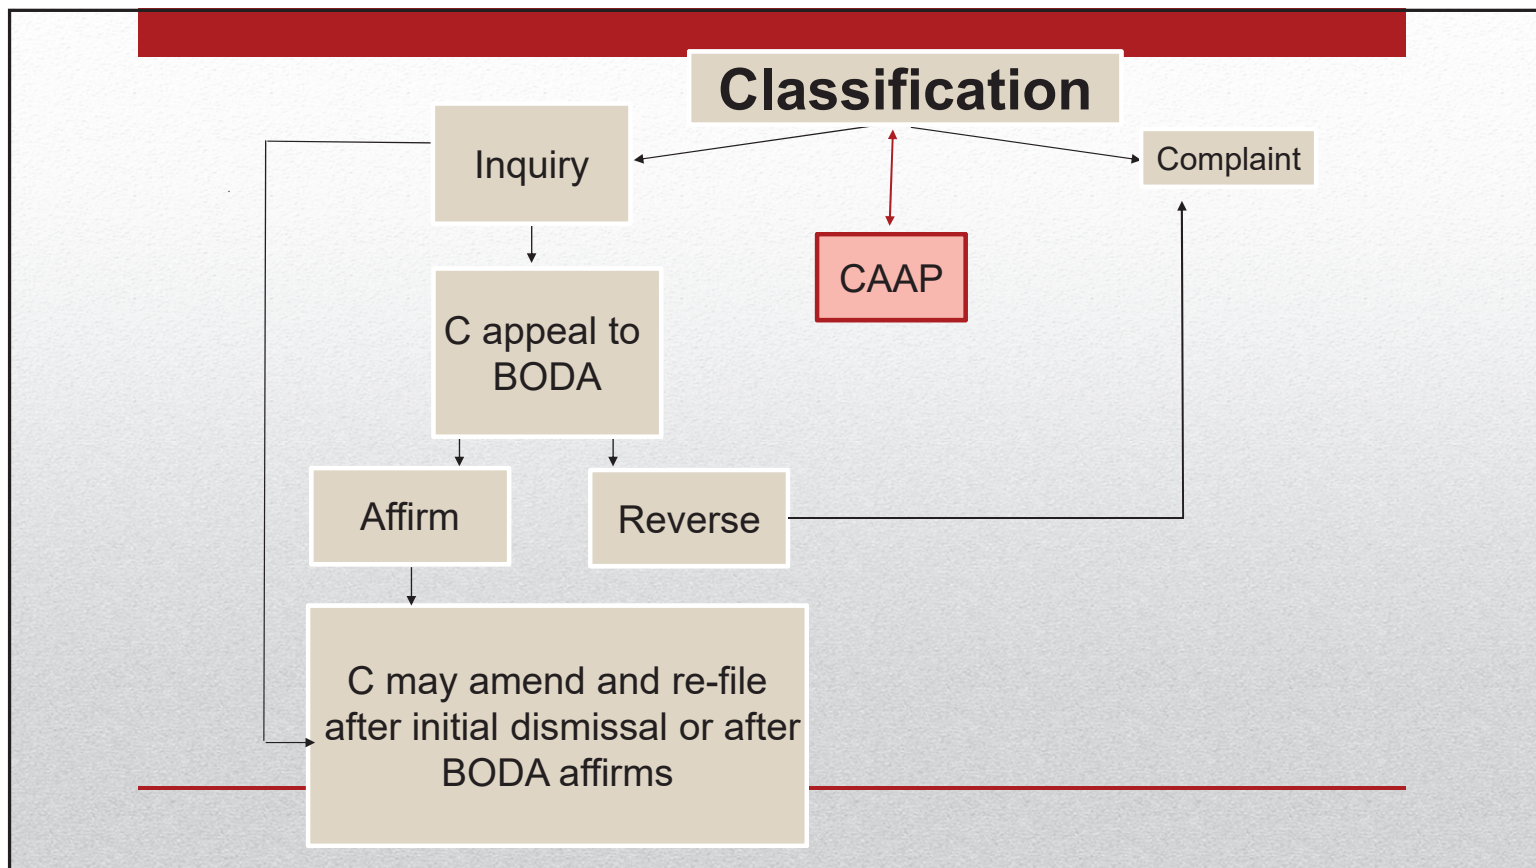 Classification
Inquiry
Complaint
CAAP
C appeal to
BODA
Affirm
Reverse
C may amend and re-file
after initial dismissal or after
BODA affirms